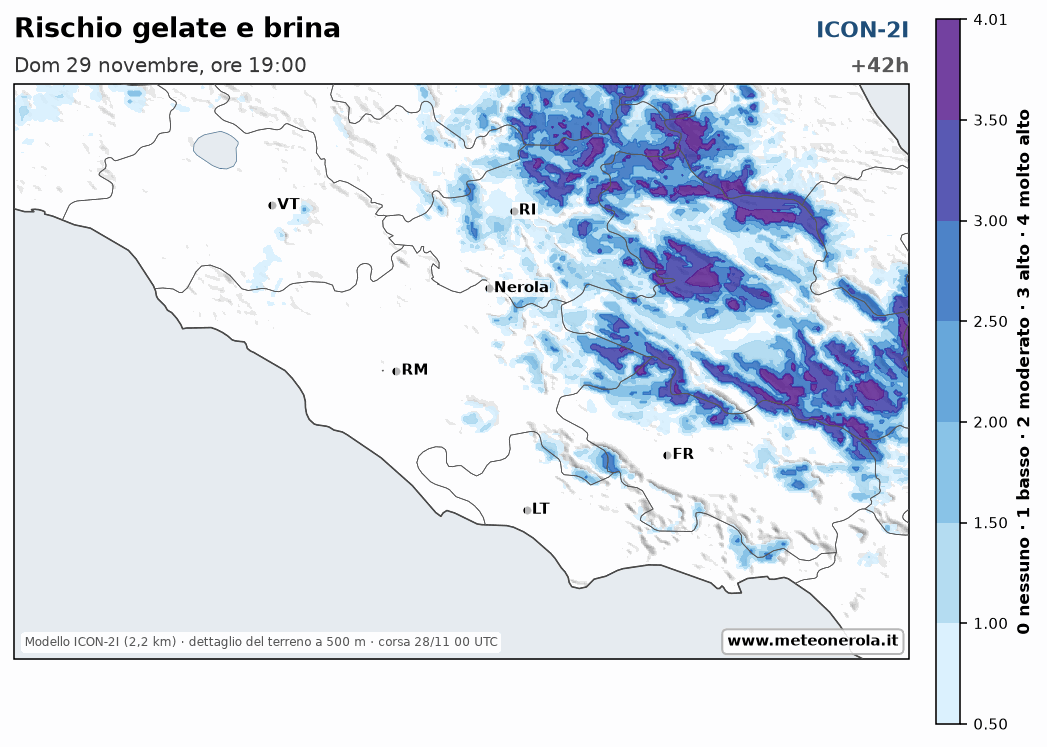 Rischio gelate e brina
ICON-2I
Dom 29 novembre, ore 19:00
+42h
4.01
3.50
3.00
2.50
2.00
1.50
1.00
0.50
0 nessuno · 1 basso · 2 moderato · 3 alto · 4 molto alto
VT
RI
Nerola
RM
FR
LT
Modello ICON-2I (2,2 km) · dettaglio del terreno a 500 m · corsa 28/11 00 UTC
www.meteonerola.it